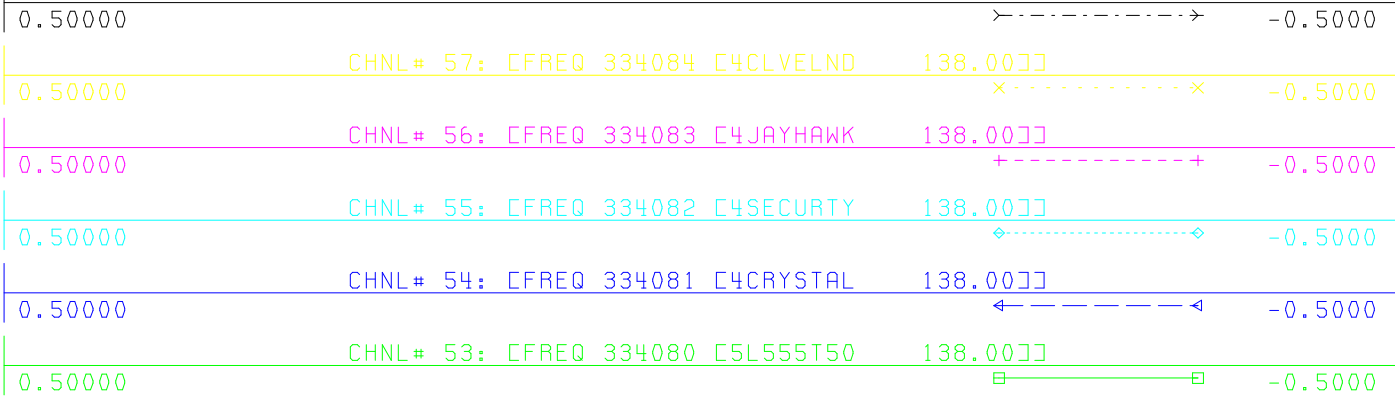 0.50000 -0.5000
CHNL# 57: [FREQ 334084 [4CLVELND 138.00]]
0.50000 -0.5000
CHNL# 56: [FREQ 334083 [4JAYHAWK 138.00]]
0.50000 -0.5000
CHNL# 55: [FREQ 334082 [4SECURTY 138.00]]
0.50000 -0.5000
CHNL# 54: [FREQ 334081 [4CRYSTAL 138.00]]
0.50000 -0.5000
CHNL# 53: [FREQ 334080 [5L555T50 138.00]]
0.50000 -0.5000